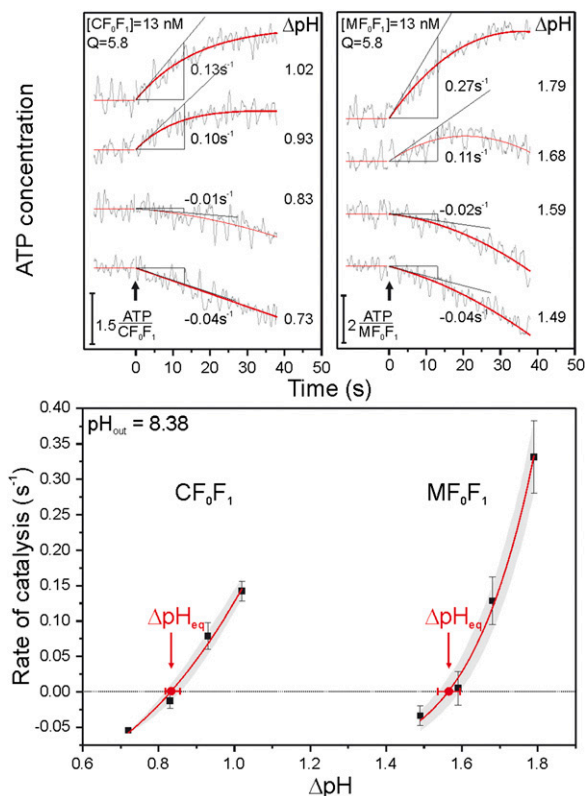 [CF₀F₁]=13 nM ΔpH
Q=5.8
0.13s⁻¹ 1.02
0.10s⁻¹ 0.93
-0.01s⁻¹ 0.83
-0.04s⁻¹ 0.73
1.5 ATP
CF₀F₁
0 10 20 30 40 50
[MF₀F₁]=13 nM ΔpH
Q=5.8
0.27s⁻¹ 1.79
0.11s⁻¹ 1.68
-0.02s⁻¹ 1.59
-0.04s⁻¹ 1.49
2 ATP
MF₀F₁
0 10 20 30 40 50
ATP concentration
Time (s)
pHout = 8.38
CF₀F₁ MF₀F₁
ΔpHeq ΔpHeq
0.40
0.35
0.30
0.25
0.20
0.15
0.10
0.05
0.00
-0.05
Rate of catalysis (s⁻¹)
0.6 0.8 1.0 1.2 1.4 1.6 1.8
ΔpH